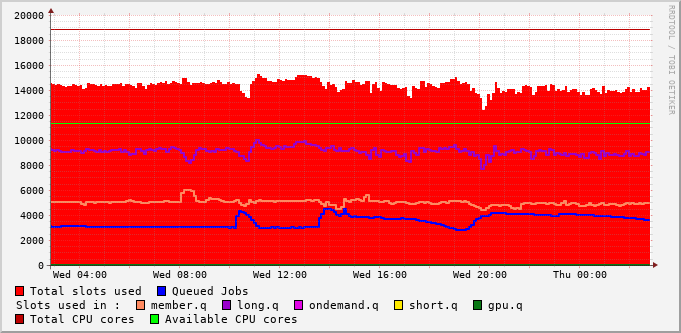 20000
18000
16000
14000
12000
10000
8000
6000
4000
2000
0
Wed 04:00 Wed 08:00 Wed 12:00 Wed 16:00 Wed 20:00 Thu 00:00
RRDTOOL / TOBI OETIKER
Total slots used Queued Jobs
Slots used in : member.q long.q ondemand.q short.q gpu.q
Total CPU cores Available CPU cores